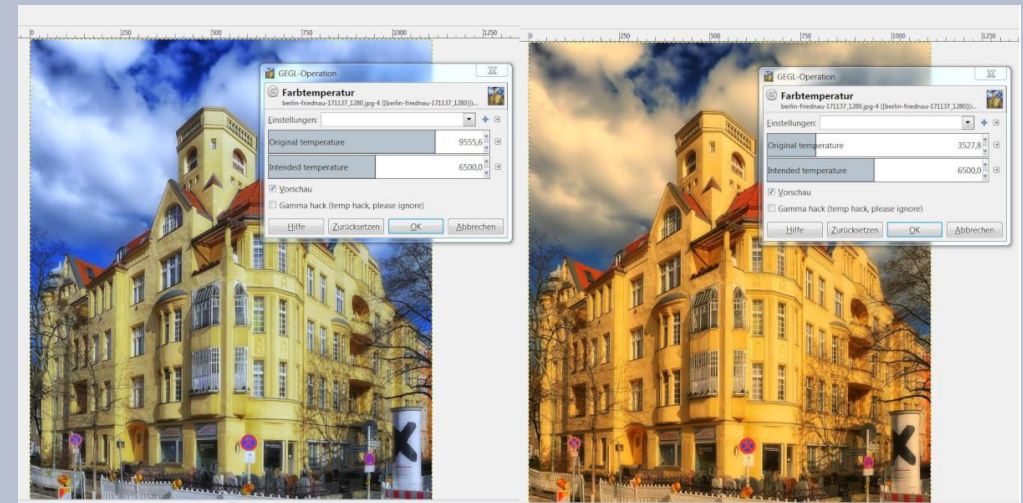 0 250 500 750 1000 1250
GEGL-Operation
Farbtemperatur
berlin-friednau-171137_1280.jpg-4 ([berlin-friednau-171137_1280](i...
Einstellungen:
Original temperature 9555,6
Intended temperature 6500,0
Vorschau
Gamma hack (temp hack, please ignore)
Hilfe Zurücksetzen OK Abbrechen
0 250 500 750 1000 1250
GEGL-Operation
Farbtemperatur
berlin-friednau-171137_1280.jpg-4 ([berlin-friednau-171137_1280](i...
Einstellungen:
Original temperature 3527,8
Intended temperature 6500,0
Vorschau
Gamma hack (temp hack, please ignore)
Hilfe Zurücksetzen OK Abbrechen